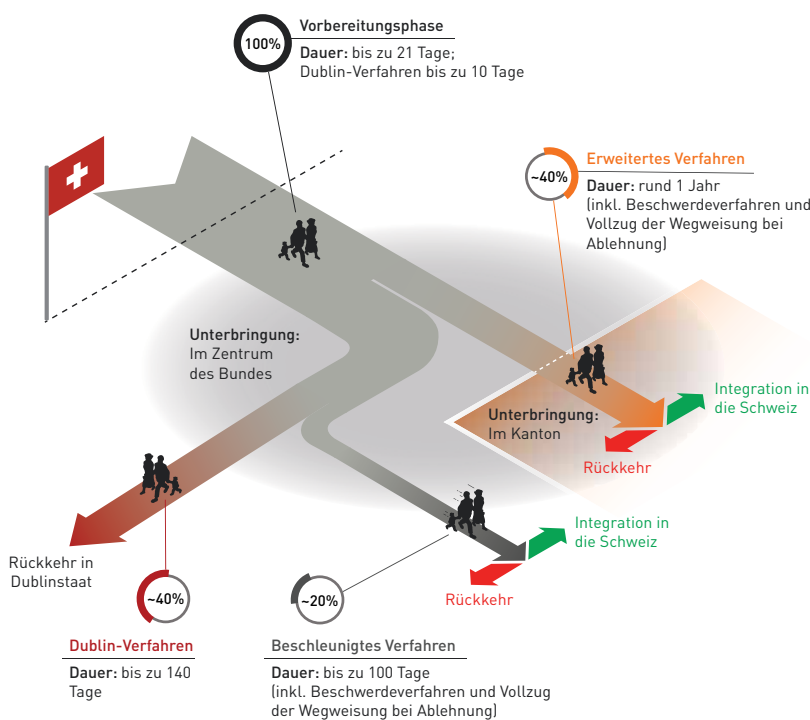 Vorbereitungsphase
100%
Dauer: bis zu 21 Tage;
Dublin-Verfahren bis zu 10 Tage
Erweitertes Verfahren
~40%
Dauer: rund 1 Jahr
(inkl. Beschwerdeverfahren und
Vollzug der Wegweisung bei
Ablehnung)
Unterbringung:
Im Zentrum
des Bundes
Unterbringung:
Im Kanton
Integration in
die Schweiz
Rückkehr
Integration in
die Schweiz
Rückkehr
Rückkehr in
Dublinstaat
~40%
Dublin-Verfahren
Dauer: bis zu 140
Tage
~20%
Beschleunigtes Verfahren
Dauer: bis zu 100 Tage
(inkl. Beschwerdeverfahren und Vollzug
der Wegweisung bei Ablehnung)